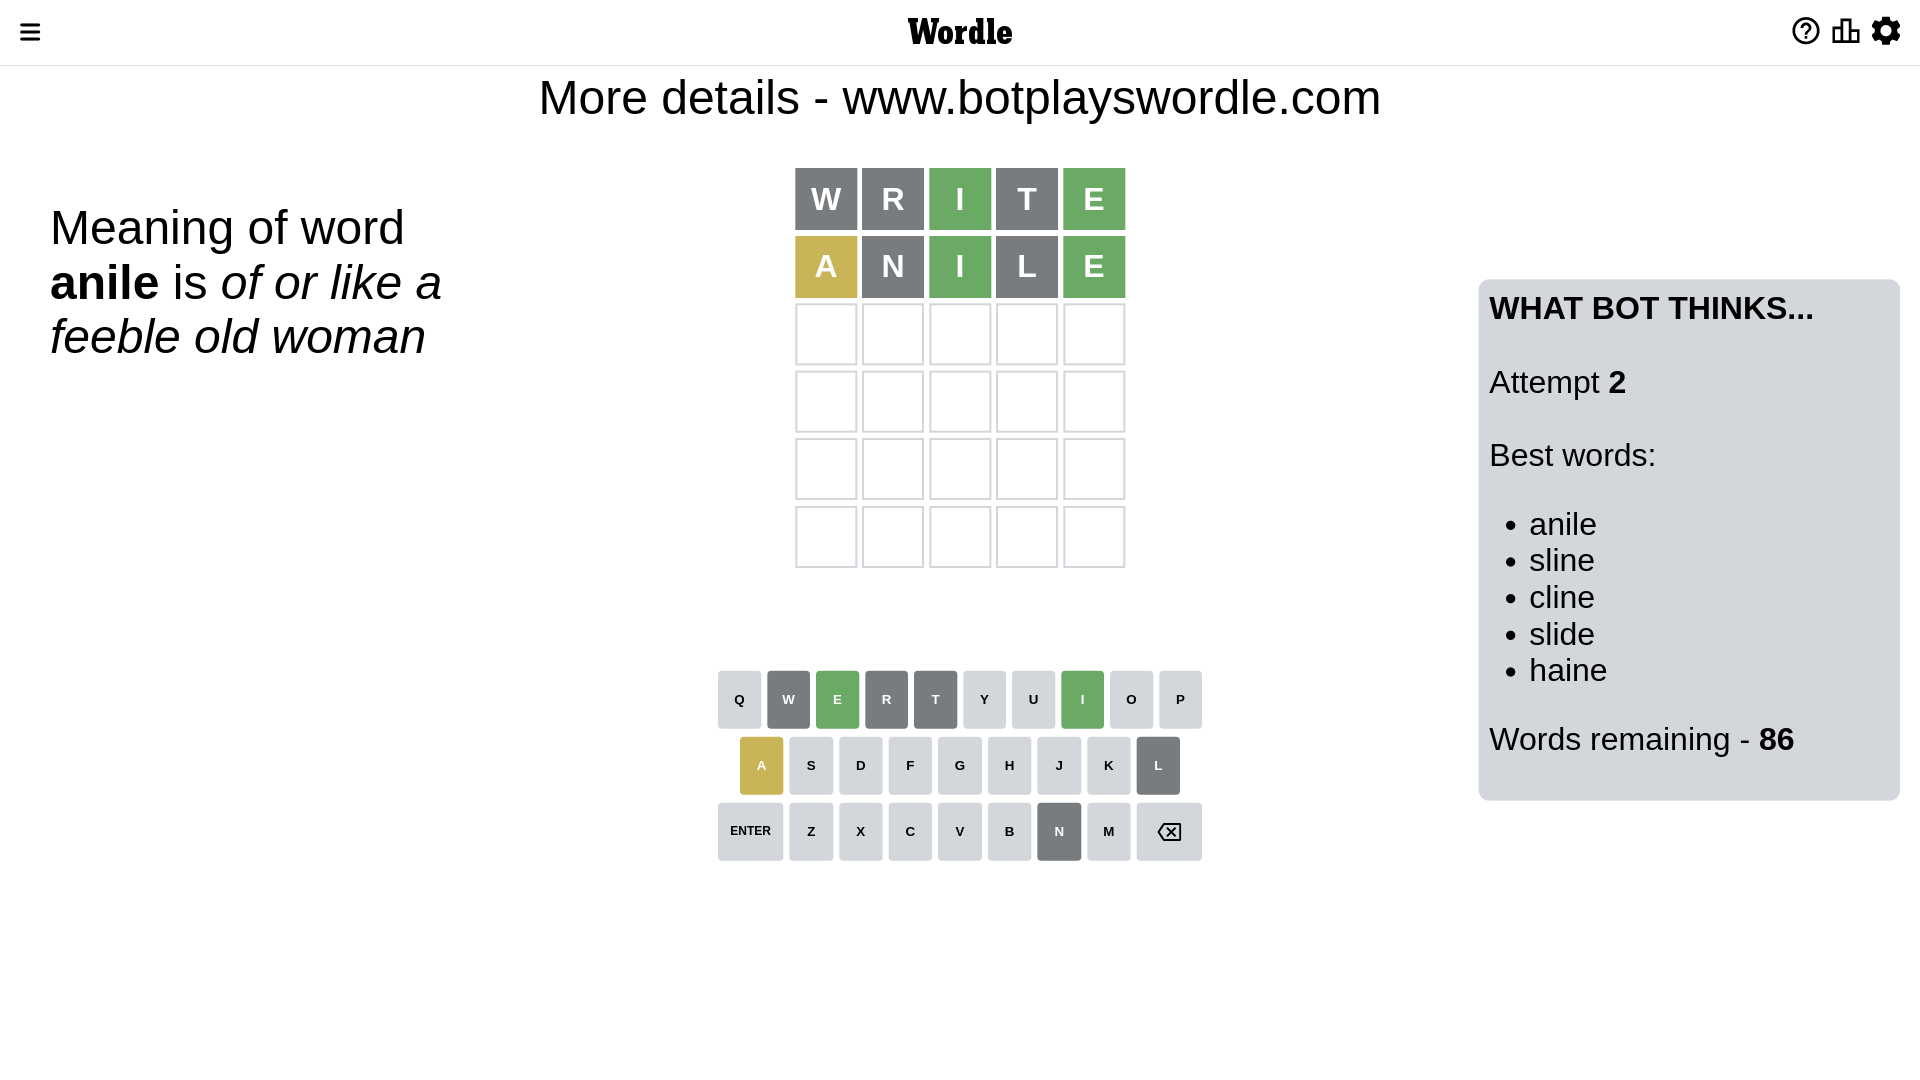 Wordle
More details - www.botplayswordle.com
Meaning of word
anile is of or like a
feeble old woman
W R I T E
A N I L E
WHAT BOT THINKS...
Attempt 2
Best words:
• anile
• sline
• cline
• slide
• haine
Words remaining - 86
Q W E R T Y U I O P
A S D F G H J K L
ENTER Z X C V B N M